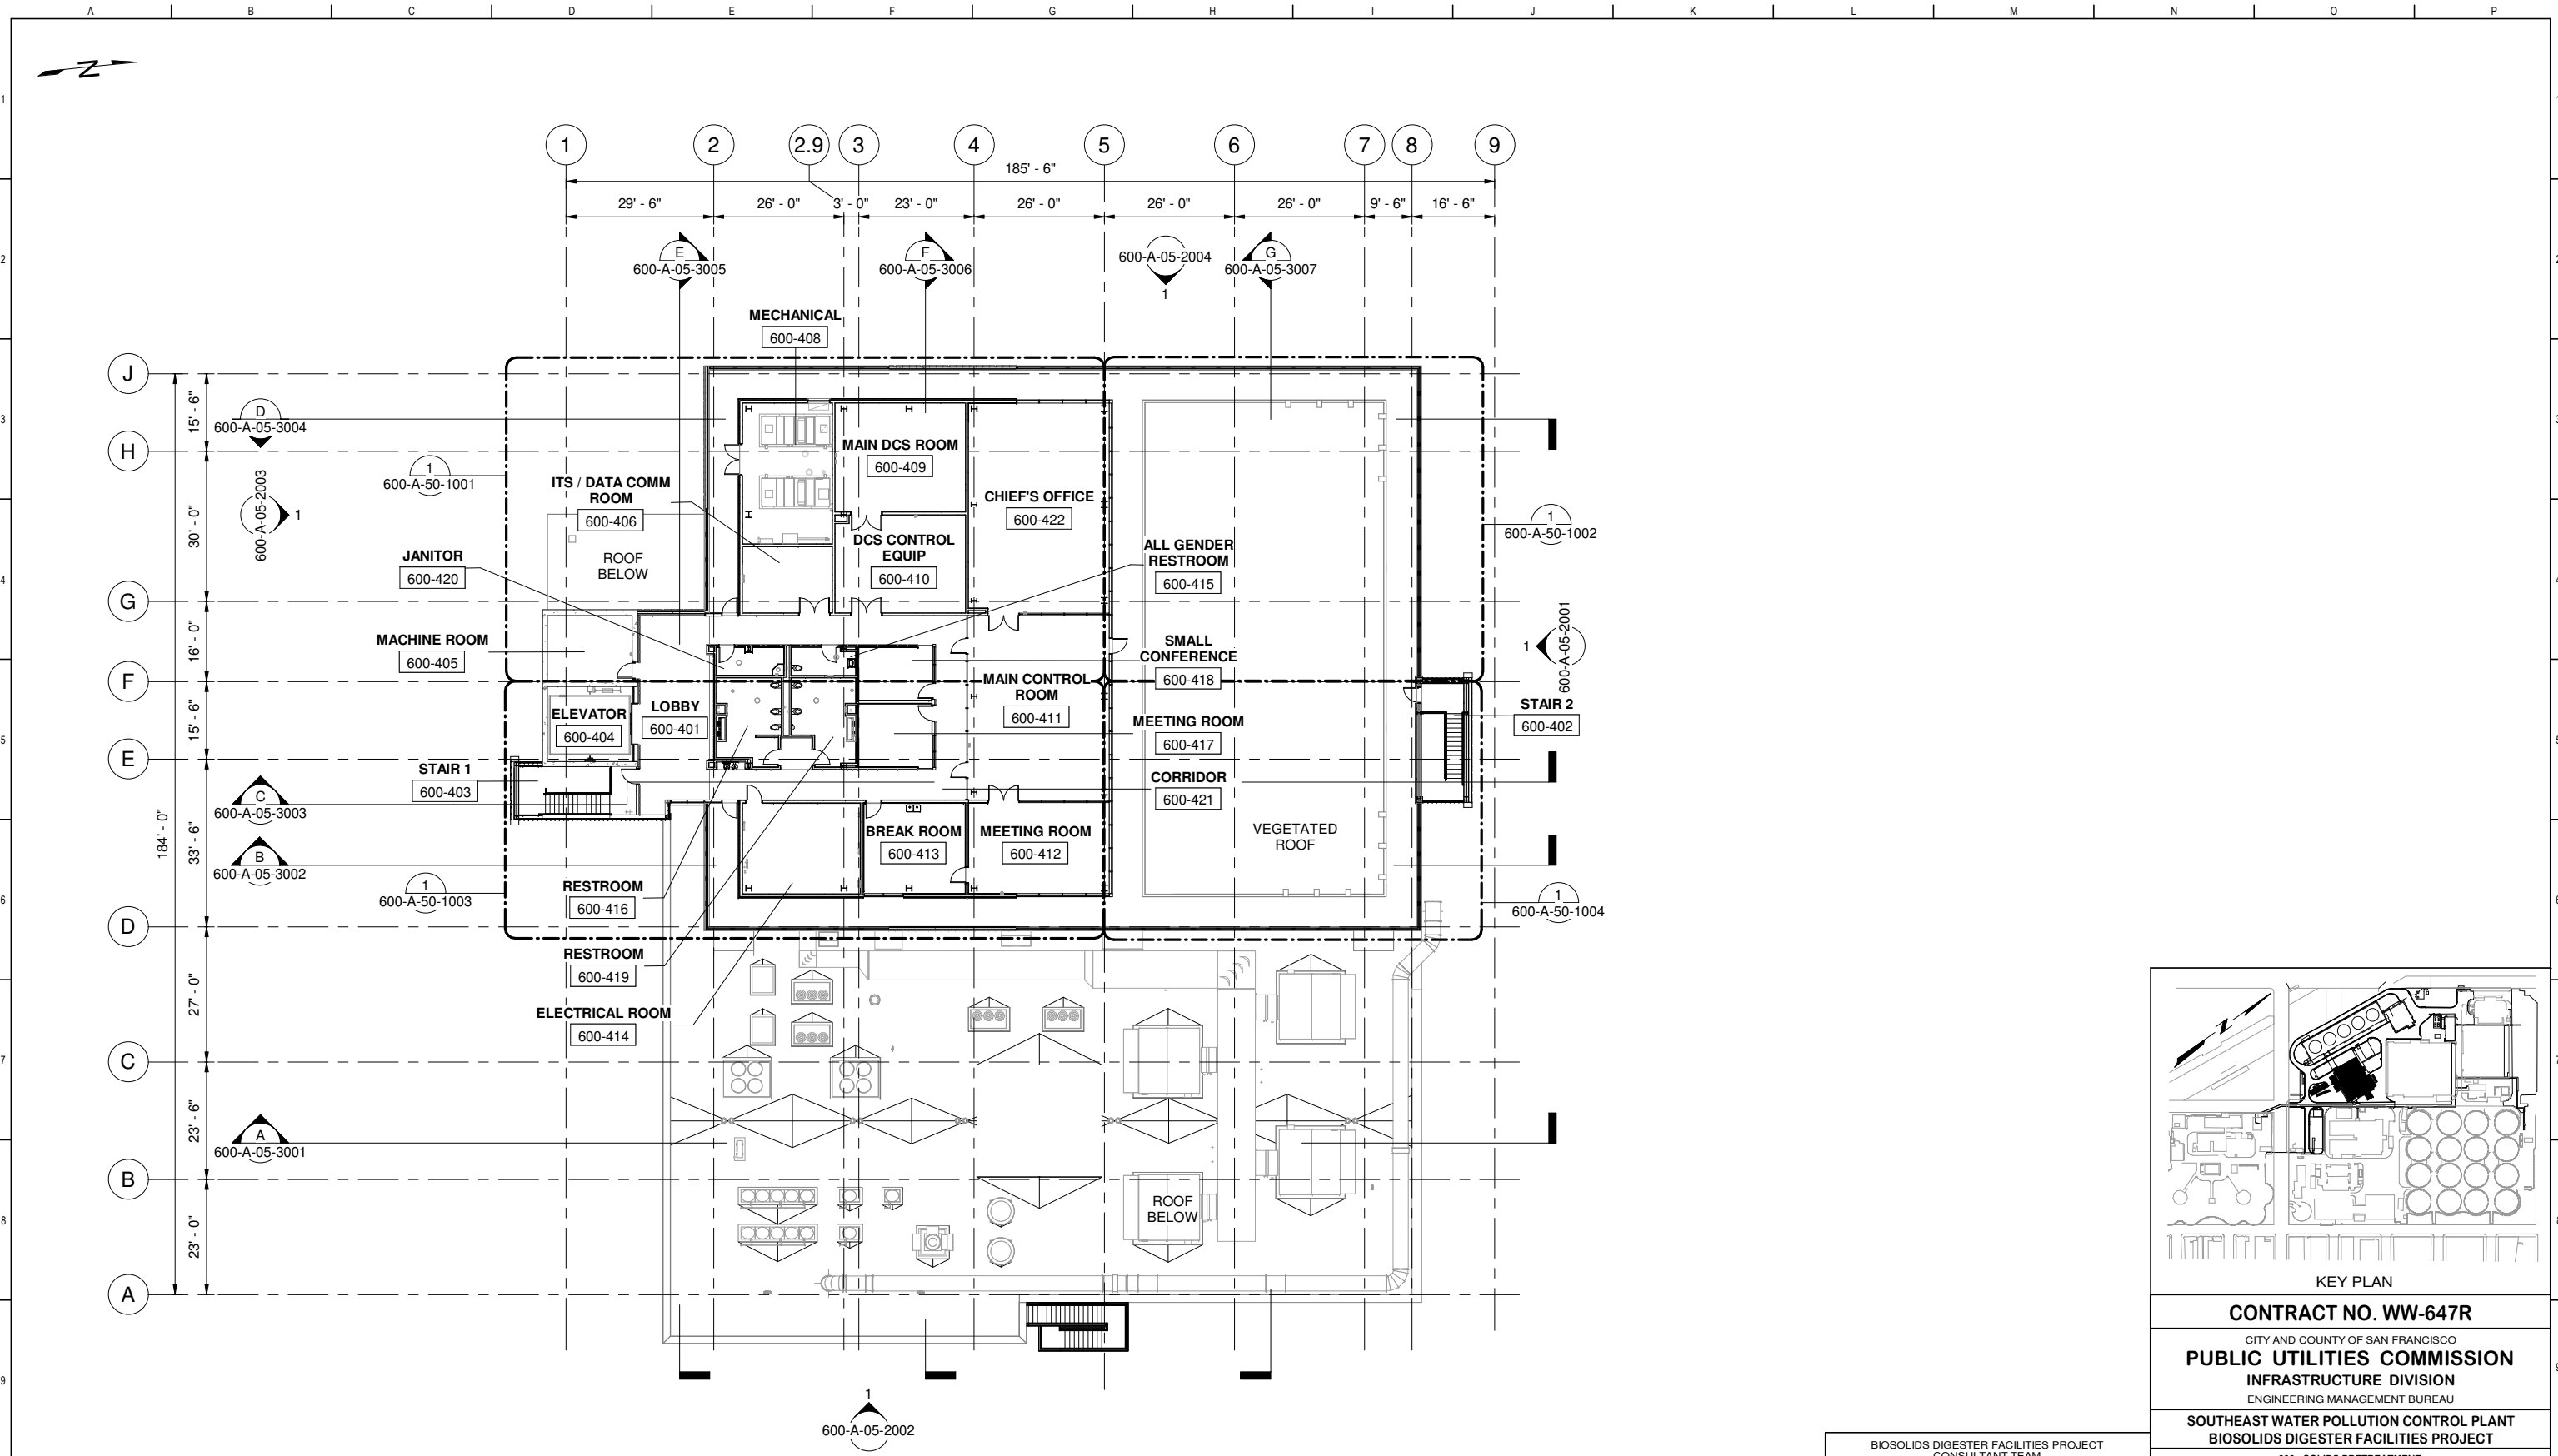 A B C D E F G H I J K L M N O P
1
2
3
4
5
6
7
8
9
N
1 2 2.9 3 4 5 6 7 8 9
185' - 6"
29' - 6" 26' - 0" 3' - 0" 23' - 0" 26' - 0" 26' - 0" 26' - 0" 9' - 6" 16' - 6"
E
600-A-05-3005
F
600-A-05-3006
600-A-05-2004
1
G
600-A-05-3007
J
H
G
F
E
D
C
B
A
184' - 0"
15' - 6"
30' - 0"
16' - 0"
15' - 6"
33' - 6"
27' - 0"
23' - 6"
23' - 0"
D
600-A-05-3004
600-A-05-2003
1
C
600-A-05-3003
B
600-A-05-3002
A
600-A-05-3001
1
600-A-50-1001
1
600-A-50-1003
1
600-A-50-1002
1
600-A-05-2001
1
600-A-50-1004
1
600-A-05-2002
MECHANICAL
600-408
MAIN DCS ROOM
600-409
ITS / DATA COMM
ROOM
600-406
CHIEF'S OFFICE
600-422
DCS CONTROL
EQUIP
600-410
ROOF
BELOW
JANITOR
600-420
ALL GENDER
RESTROOM
600-415
MACHINE ROOM
600-405
SMALL
CONFERENCE
600-418
MAIN CONTROL
ROOM
600-411
ELEVATOR
600-404
LOBBY
600-401
MEETING ROOM
600-417
STAIR 2
600-402
STAIR 1
600-403
CORRIDOR
600-421
BREAK ROOM
600-413
MEETING ROOM
600-412
VEGETATED
ROOF
RESTROOM
600-416
RESTROOM
600-419
ELECTRICAL ROOM
600-414
ROOF
BELOW
N
KEY PLAN
CONTRACT NO. WW-647R
CITY AND COUNTY OF SAN FRANCISCO
PUBLIC UTILITIES COMMISSION
INFRASTRUCTURE DIVISION
ENGINEERING MANAGEMENT BUREAU
SOUTHEAST WATER POLLUTION CONTROL PLANT
BIOSOLIDS DIGESTER FACILITIES PROJECT
BIOSOLIDS DIGESTER FACILITIES PROJECT
CONSULTANT TEAM